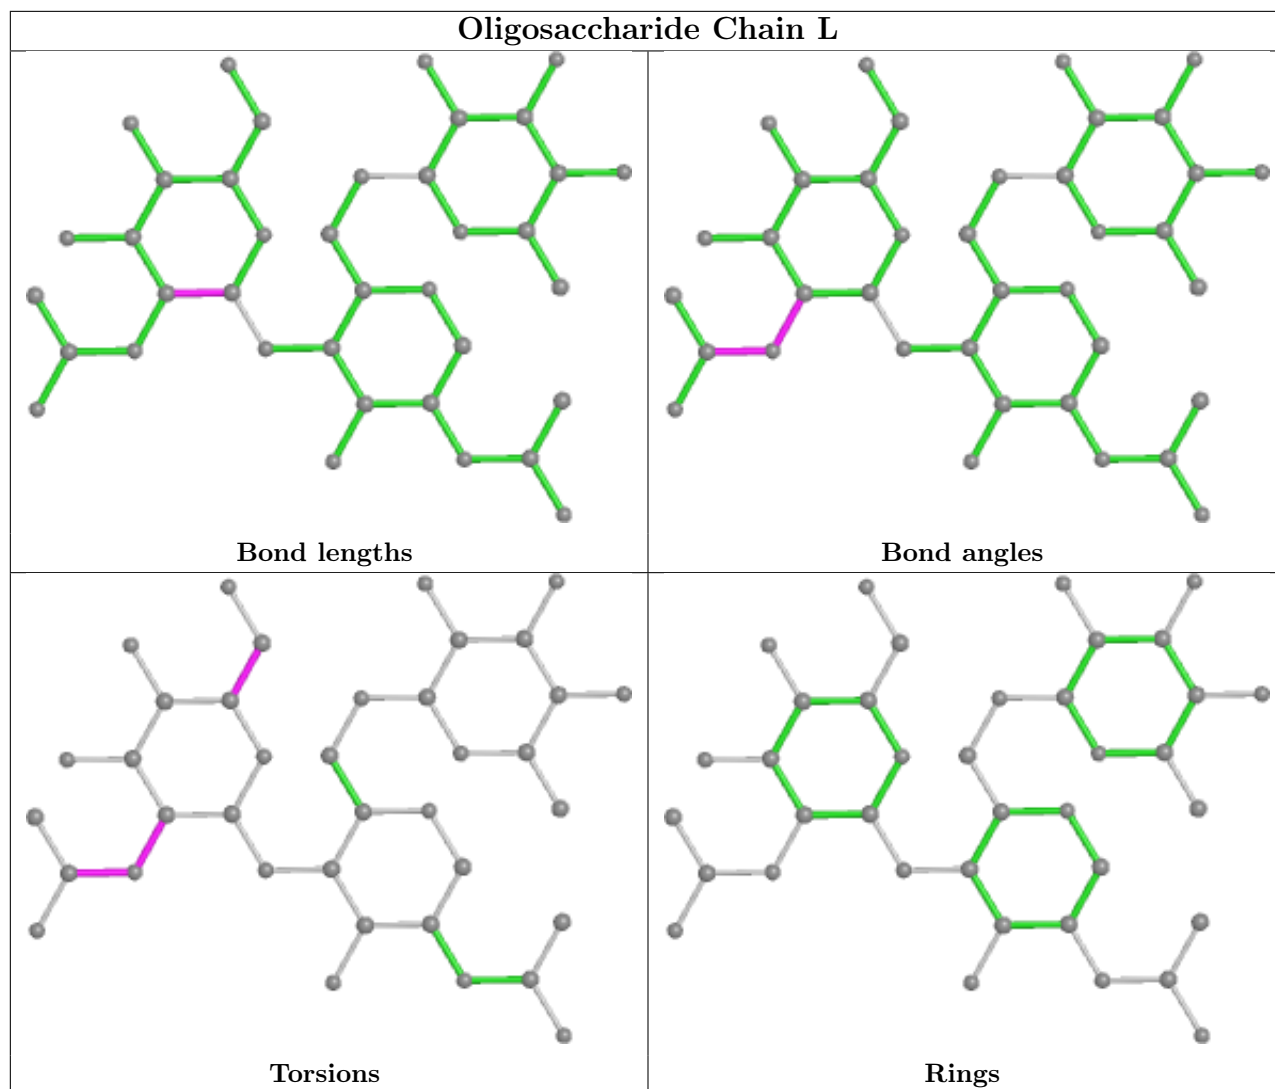 Oligosaccharide Chain L
Bond lengths
Bond angles
Torsions
Rings